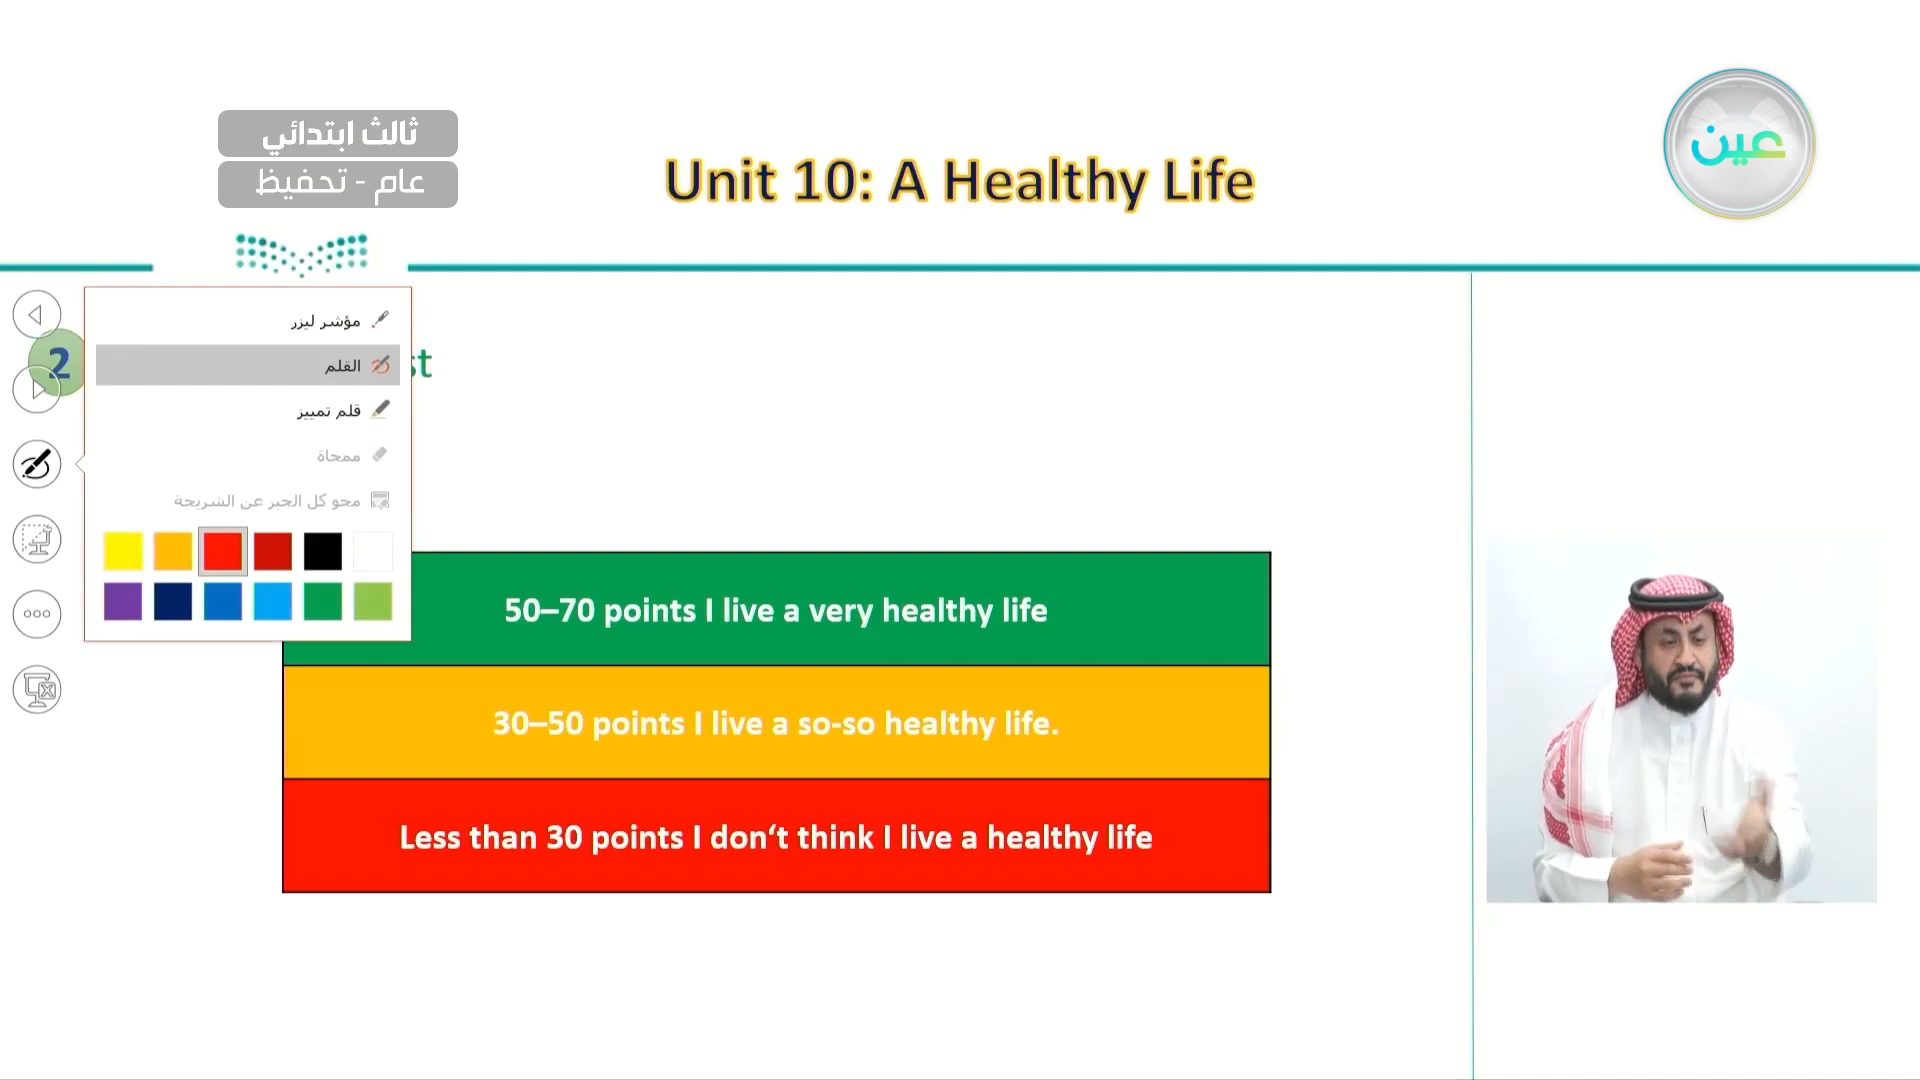 ثالث ابتدائي
عام - تحفيظ
Unit 10: A Healthy Life
عين
مؤشر ليزر
2
القلم
st
قلم تمييز
ممحاة
محو كل الحبر عن الشريحة
50–70 points I live a very healthy life
30–50 points I live a so-so healthy life.
Less than 30 points I don‘t think I live a healthy life